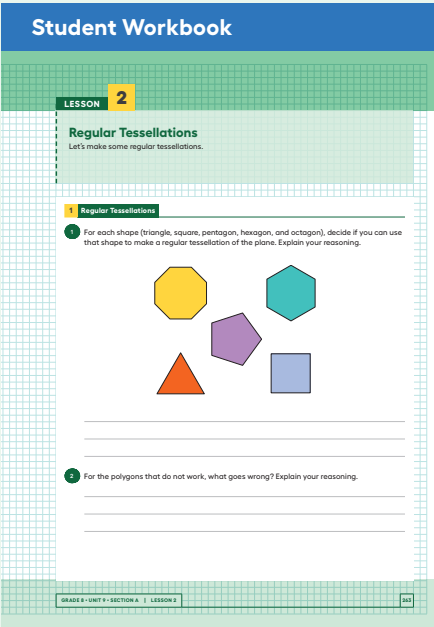 Student Workbook
LESSON 2
Regular Tessellations
Let's make some regular tessellations.
1 Regular Tessellations
1 For each shape (triangle, square, pentagon, hexagon, and octagon), decide if you can use
that shape to make a regular tessellation of the plane. Explain your reasoning.
2 For the polygons that do not work, what goes wrong? Explain your reasoning.
GRADE 8 • UNIT 9 • SECTION A | LESSON 2
263